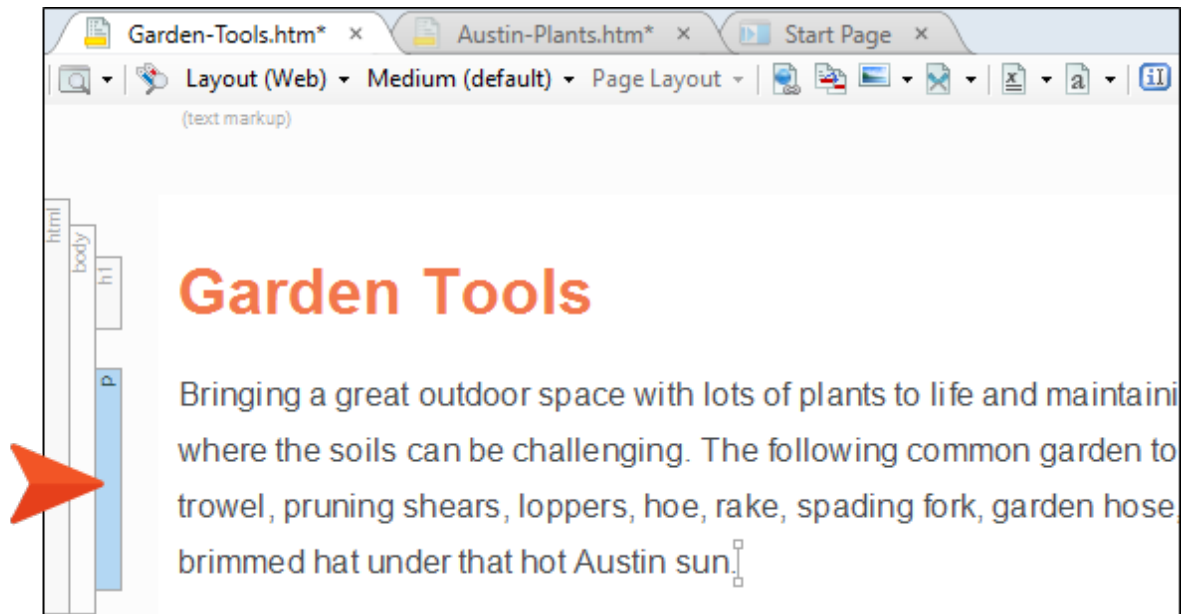 Garden-Tools.htm* × Austin-Plants.htm* × Start Page ×
Layout (Web) Medium (default) Page Layout x a iI
(text markup)
html
body
h1
Garden Tools
p
Bringing a great outdoor space with lots of plants to life and maintaini
where the soils can be challenging. The following common garden to
trowel, pruning shears, loppers, hoe, rake, spading fork, garden hose,
brimmed hat under that hot Austin sun.